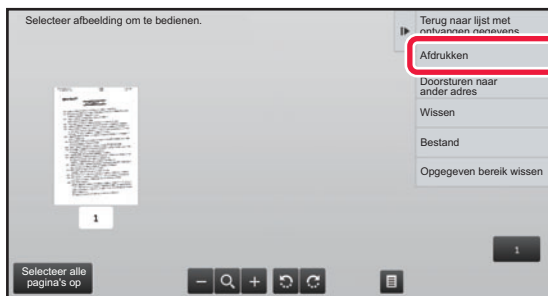 Selecteer afbeelding om te bedienen.
Terug naar lijst met
ontvangen gegevens
Afdrukken
Doorsturen naar
ander adres
Wissen
Bestand
Opgegeven bereik wissen
1
1
Selecteer alle
pagina's op